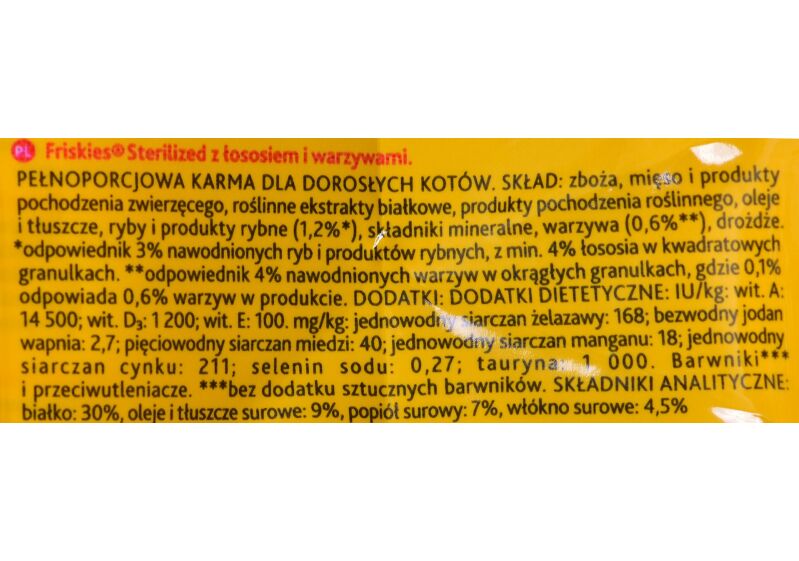 PL Friskies® Sterilized z łososiem i warzywami.
PEŁNOPORCJOWA KARMA DLA DOROSŁYCH KOTÓW. SKŁAD: zboża, mięso i produkty
pochodzenia zwierzęcego, roślinne ekstrakty białkowe, produkty pochodzenia roślinnego, oleje
i tłuszcze, ryby i produkty rybne (1,2%*), składniki mineralne, warzywa (0,6%**), drożdże.
*odpowiednik 3% nawodnionych ryb i produktów rybnych, z min. 4% łososia w kwadratowych
granulkach. **odpowiednik 4% nawodnionych warzyw w okrągłych granulkach, gdzie 0,1%
odpowiada 0,6% warzyw w produkcie. DODATKI: DODATKI DIETETYCZNE: IU/kg: wit. A:
14 500; wit. D₃: 1 200; wit. E: 100. mg/kg: jednowodny siarczan żelazawy: 168; bezwodny jodan
wapnia: 2,7; pięciowodny siarczan miedzi: 40; jednowodny siarczan manganu: 18; jednowodny
siarczan cynku: 211; selenin sodu: 0,27; tauryna: 1 000. Barwniki***
i przeciwutleniacze. ***bez dodatku sztucznych barwników. SKŁADNIKI ANALITYCZNE:
białko: 30%, oleje i tłuszcze surowe: 9%, popiół surowy: 7%, włókno surowe: 4,5%